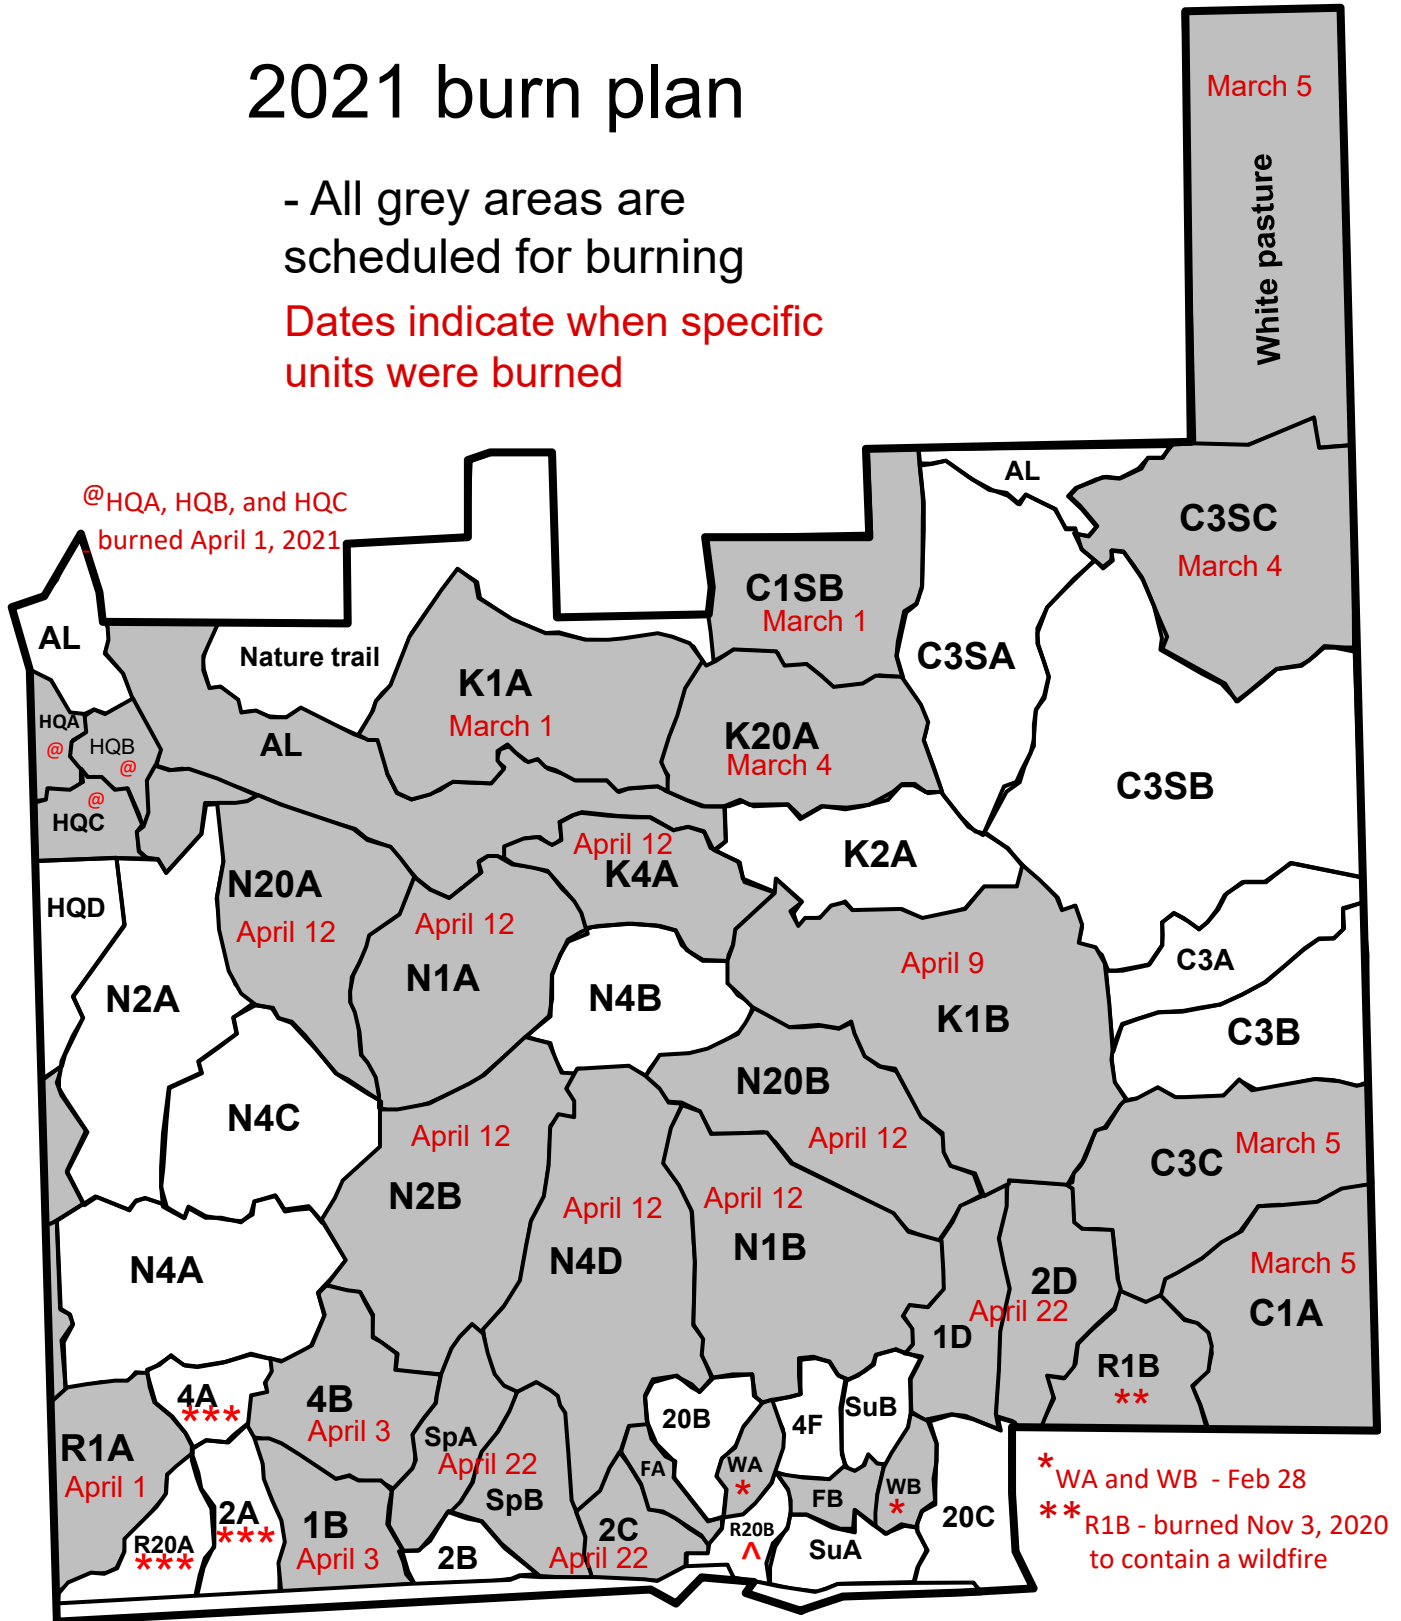 2021 burn plan
- All grey areas are
scheduled for burning
Dates indicate when specific
units were burned
March 5
White pasture
@HQA, HQB, and HQC
burned April 1, 2021
AL
C3SC
March 4
C1SB
March 1
AL
Nature trail
C3SA
K1A
March 1
HQA
@
HQB
@
AL
K20A
March 4
C3SB
@
HQC
April 12
K4A
K2A
HQD
N20A
April 12
April 12
N1A
April 9
K1B
C3A
N2A
N4B
C3B
N20B
April 12
N4C
April 12
N2B
C3C
March 5
April 12
N4D
April 12
N1B
N4A
March 5
C1A
2D
April 22
1D
R1B
**
4A
***
4B
April 3
SpA
April 22
SpB
20B
4F
SuB
R1A
April 1
FA
WA
*
FB
WB
*
*WA and WB - Feb 28
**R1B - burned Nov 3, 2020
to contain a wildfire
2A
***
R20A
***
1B
April 3
2B
2C
April 22
R20B
^
SuA
20C